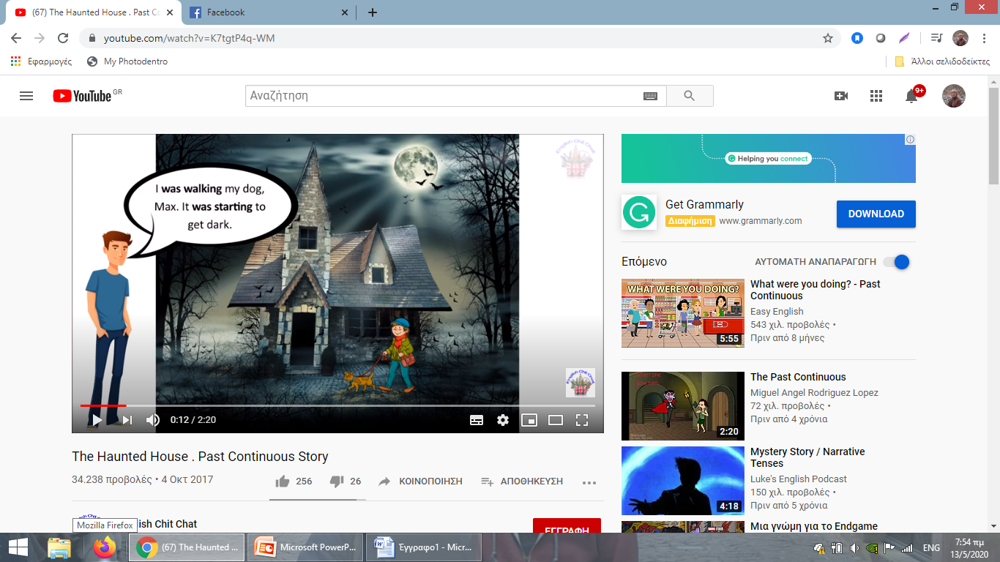 (67) The Haunted House . Past Co
Facebook
youtube.com/watch?v=K7tgtP4q-WM
Εφαρμογές
My Photodentro
Άλλοι σελιδοδείκτες
YouTube GR
Αναζήτηση
9+
English Chit Chat
I was walking my dog,
Max. It was starting to
get dark.
English Chit Chat
0:12 / 2:20
The Haunted House . Past Continuous Story
34.238 προβολές • 4 Οκτ 2017
256
26
ΚΟΙΝΟΠΟΙΗΣΗ
ΑΠΟΘΗΚΕΥΣΗ
ish Chit Chat
ΕΓΓΡΑΦΗ
Mozilla Firefox
Helping you connect
Get Grammarly
Διαφήμιση www.grammarly.com
DOWNLOAD
Επόμενο
ΑΥΤΟΜΑΤΗ ΑΝΑΠΑΡΑΓΩΓΗ
WHAT WERE YOU DOING?
5:55
What were you doing? - Past
Continuous
Easy English
543 χιλ. προβολές •
Πριν από 8 μήνες
2:20
The Past Continuous
Miguel Angel Rodriguez Lopez
72 χιλ. προβολές •
Πριν από 4 χρόνια
4:18
Mystery Story / Narrative
Tenses
Luke's English Podcast
150 χιλ. προβολές •
Πριν από 5 χρόνια
Μια γνώμη για το Endgame
(67) The Haunted ...
Microsoft PowerP...
Έγγραφο1 - Micr...
ENG
7:54 πμ
13/5/2020